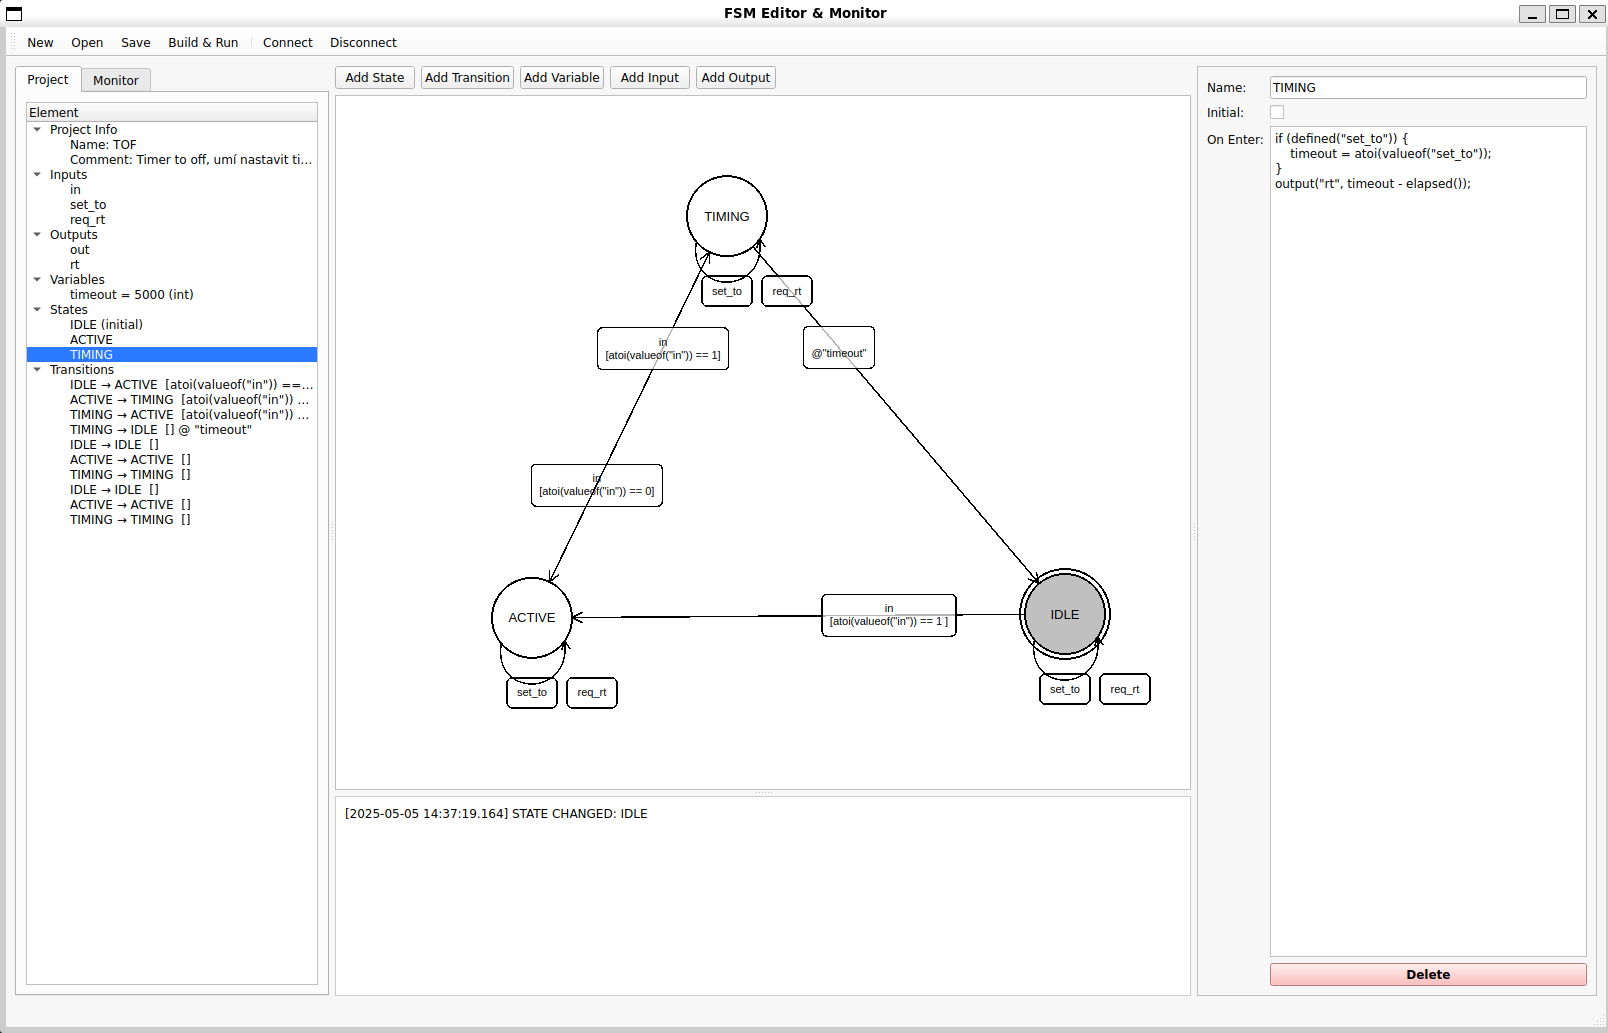 FSM Editor & Monitor
New Open Save Build & Run Connect Disconnect
Project Monitor
Element
Project Info
Name: TOF
Comment: Timer to off, umí nastavit ti...
Inputs
in
set_to
req_rt
Outputs
out
rt
Variables
timeout = 5000 (int)
States
IDLE (initial)
ACTIVE
TIMING
Transitions
IDLE → ACTIVE  [atoi(valueof("in")) ==...
ACTIVE → TIMING  [atoi(valueof("in")) ...
TIMING → ACTIVE  [atoi(valueof("in")) ...
TIMING → IDLE  [] @ "timeout"
IDLE → IDLE  []
ACTIVE → ACTIVE  []
TIMING → TIMING  []
IDLE → IDLE  []
ACTIVE → ACTIVE  []
TIMING → TIMING  []
Add State Add Transition Add Variable Add Input Add Output
TIMING
set_to req_rt
in
[atoi(valueof("in")) == 1]
@"timeout"
in
[atoi(valueof("in")) == 0]
ACTIVE
in
[atoi(valueof("in")) == 1 ]
IDLE
set_to req_rt
set_to req_rt
[2025-05-05 14:37:19.164] STATE CHANGED: IDLE
Name: TIMING
Initial:
On Enter:
if (defined("set_to")) {
    timeout = atoi(valueof("set_to"));
}
output("rt", timeout - elapsed());
Delete